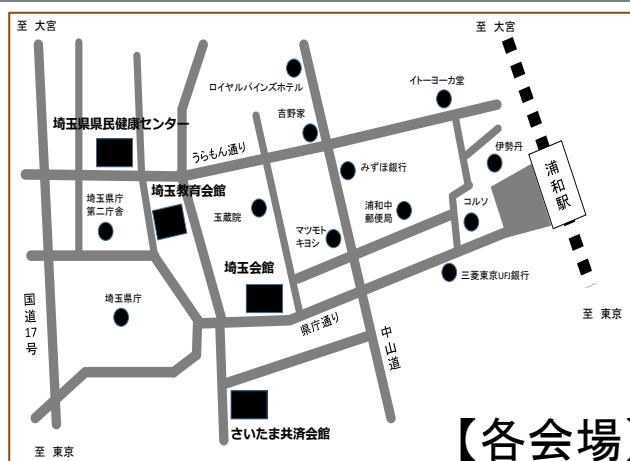 至 大宮
至 大宮
ロイヤルパインズホテル
イトーヨーカ堂
吉野家
埼玉県県民健康センター
うらもん通り
伊勢丹
みずほ銀行
浦和駅
埼玉教育会館
埼玉県庁
第二庁舎
玉蔵院
浦和中
郵便局
コルソ
マツモト
キヨシ
埼玉会館
三菱東京UFJ銀行
国道17号
埼玉県庁
県庁通り
中山道
至 東京
さいたま共済会館
至 東京
【各会場】